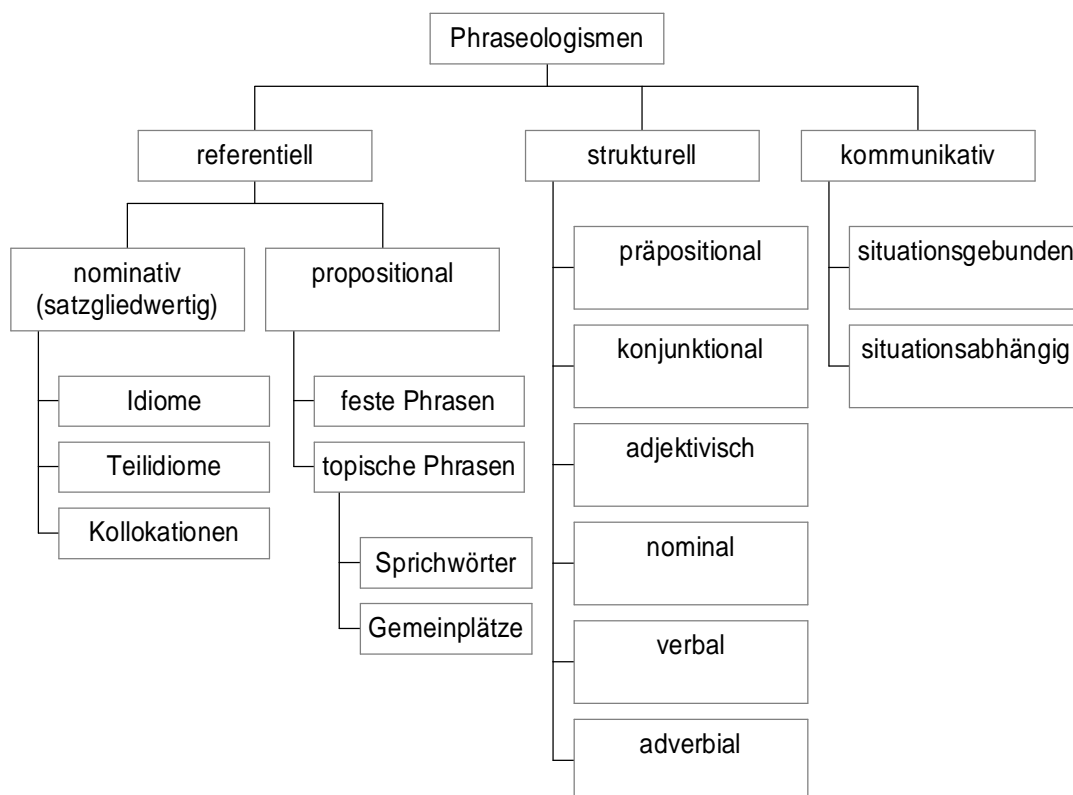 Phraseologismen
referentiell
strukturell
kommunikativ
nominativ
(satzgliedwertig)
propositional
Idiome
Teilidiome
Kollokationen
feste Phrasen
topische Phrasen
Sprichwörter
Gemeinplätze
präpositional
konjunktional
adjektivisch
nominal
verbal
adverbial
situationsgebunden
situationsabhängig